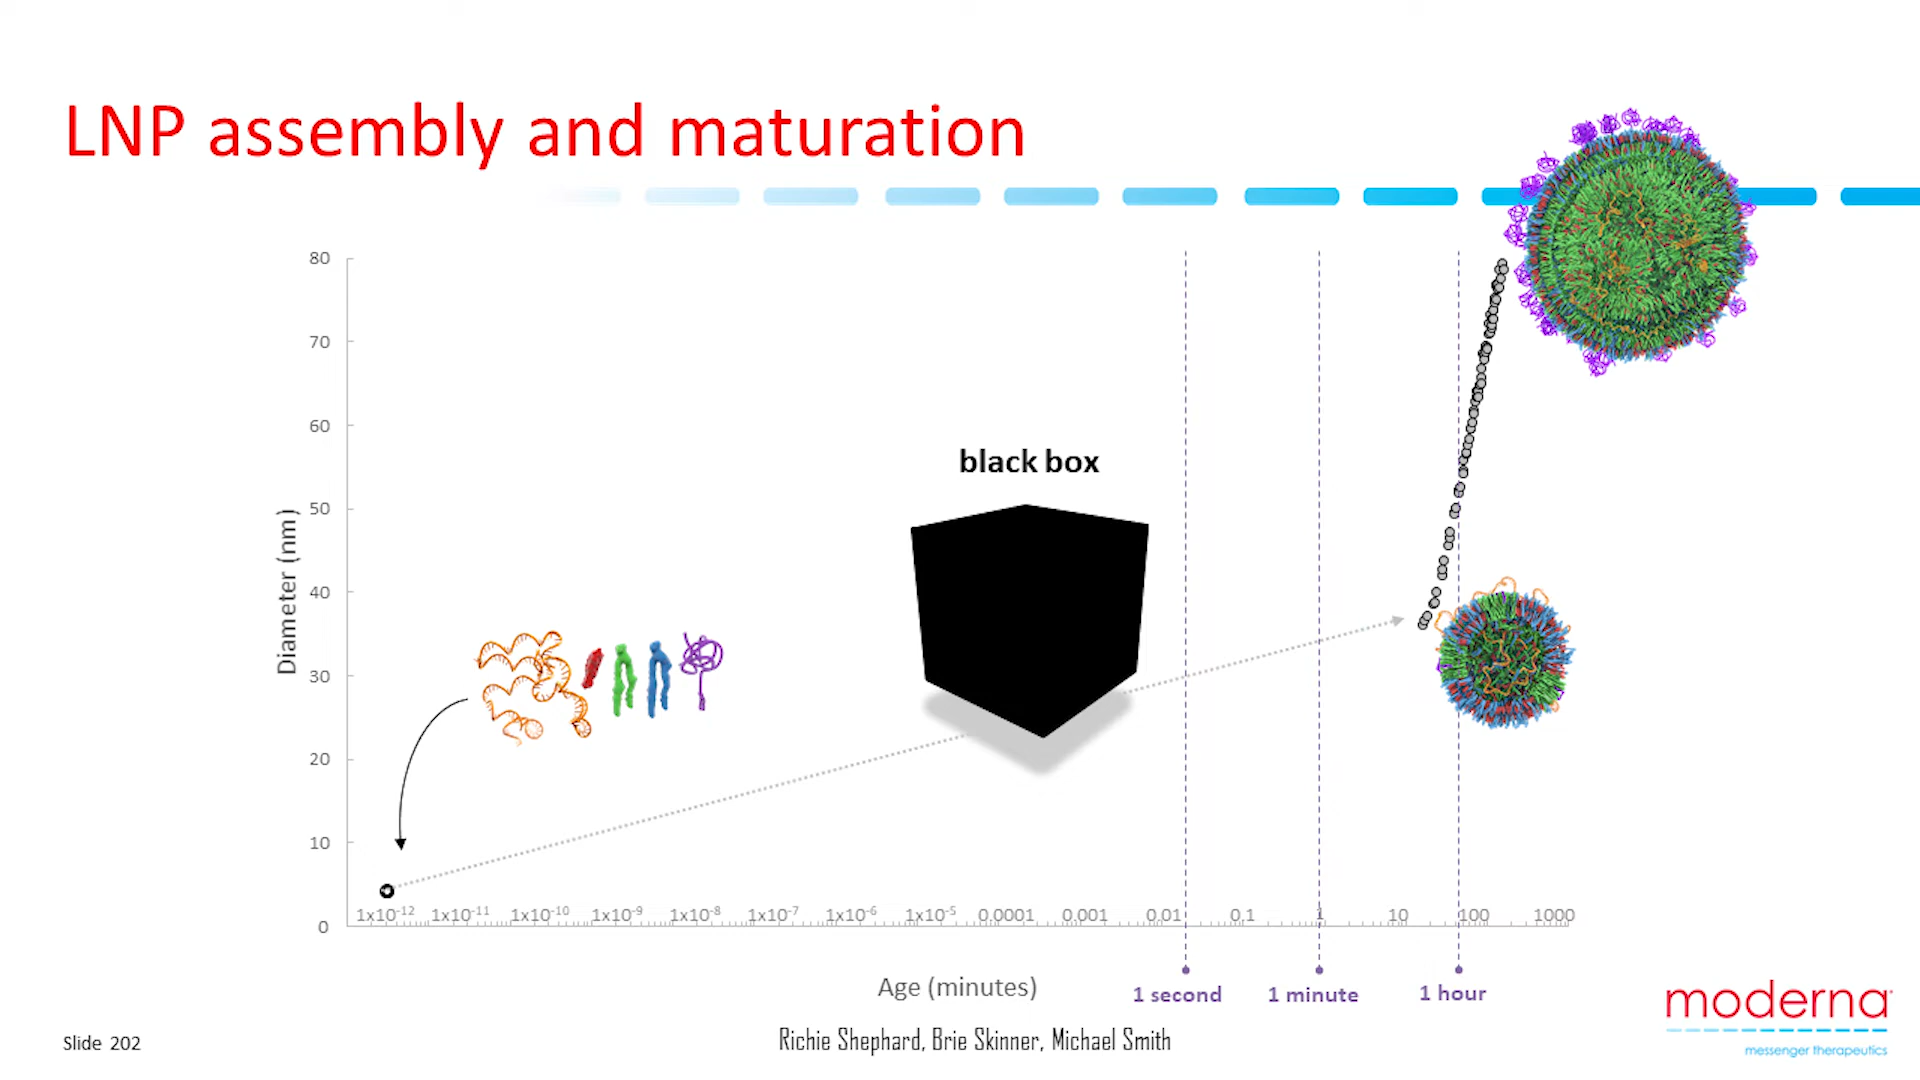 LNP assembly and maturation
80
70
60
50
40
30
20
10
0
Diameter (nm)
black box
1x10-12 1x10-11 1x10-10 1x10-9 1x10-8 1x10-7 1x10-6 1x10-5 0.0001 0.001 0.01 0.1 1 10 100 1000
Age (minutes)
1 second 1 minute 1 hour
Richie Shephard, Brie Skinner, Michael Smith
Slide 202
moderna
messenger therapeutics